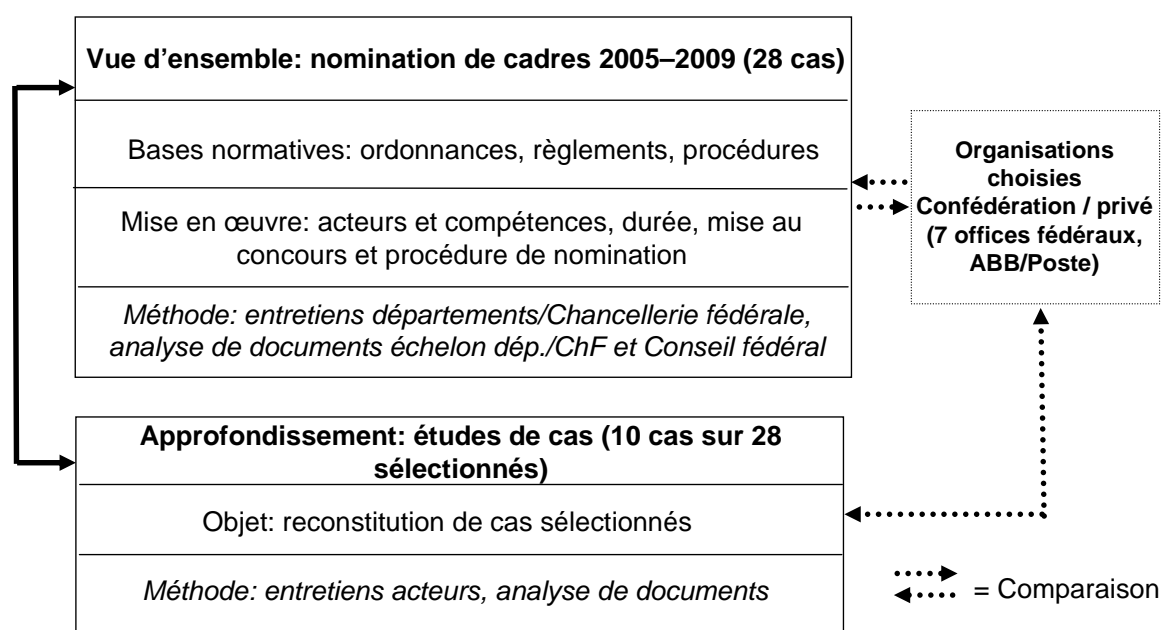 Vue d'ensemble: nomination de cadres 2005–2009 (28 cas)
Bases normatives: ordonnances, règlements, procédures
Mise en œuvre: acteurs et compétences, durée, mise au
concours et procédure de nomination
Méthode: entretiens départements/Chancellerie fédérale,
analyse de documents échelon dép./ChF et Conseil fédéral
Organisations
choisies
Confédération / privé
(7 offices fédéraux,
ABB/Poste)
Approfondissement: études de cas (10 cas sur 28
sélectionnés)
Objet: reconstitution de cas sélectionnés
Méthode: entretiens acteurs, analyse de documents
= Comparaison